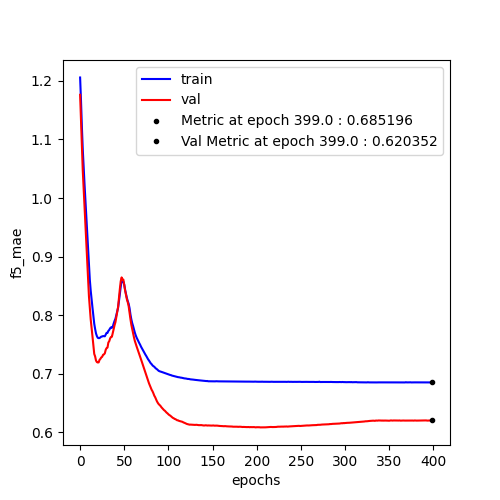 train
val
Metric at epoch 399.0 : 0.685196
Val Metric at epoch 399.0 : 0.620352
1.2
1.1
1.0
0.9
0.8
0.7
0.6
f5_mae
0 50 100 150 200 250 300 350 400
epochs